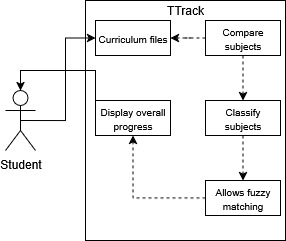 TTrack
Curriculum files
Compare
subjects
Display overall
progress
Classify
subjects
Student
Allows fuzzy
matching